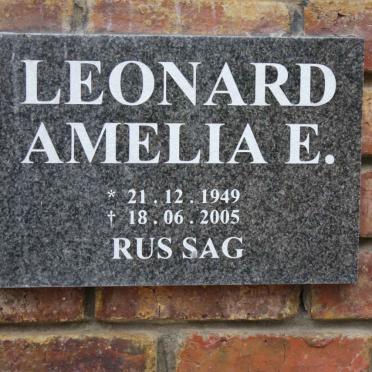 LEONARD
AMELIA E.
* 21 . 12 . 1949
† 18 . 06 . 2005
RUS SAG